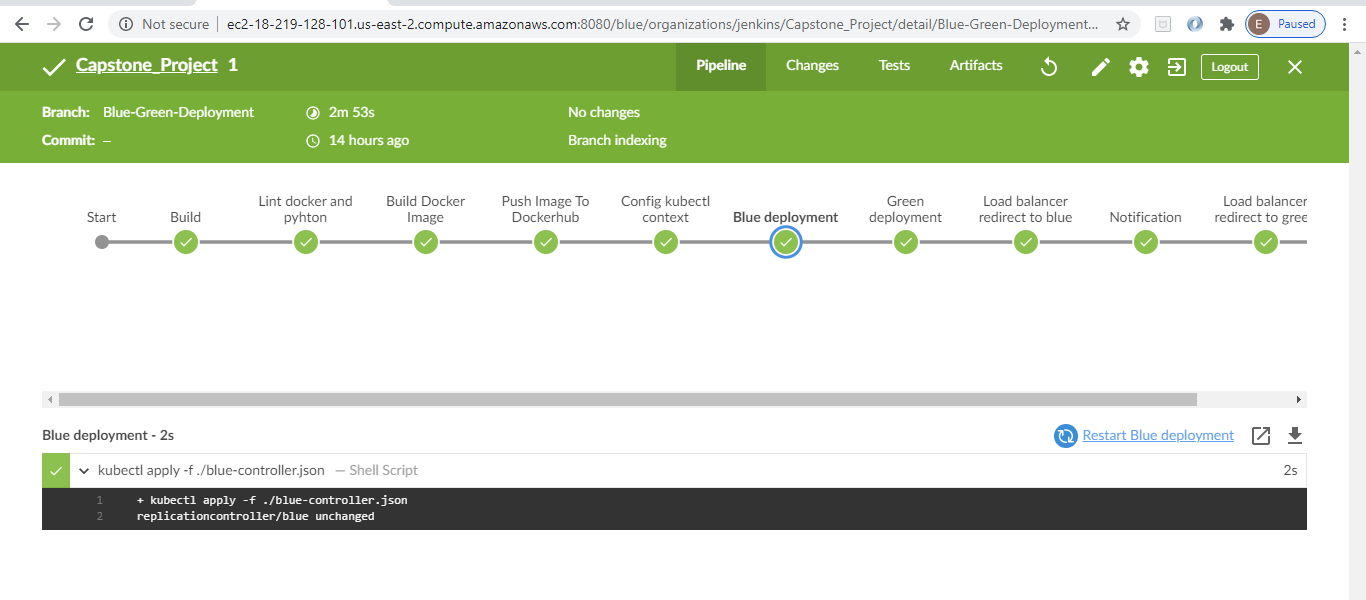 Not secure ec2-18-219-128-101.us-east-2.compute.amazonaws.com:8080/blue/organizations/jenkins/Capstone_Project/detail/Blue-Green-Deployment... E Paused
Capstone_Project 1 Pipeline Changes Tests Artifacts Logout
Branch: Blue-Green-Deployment 2m 53s No changes
Commit: – 14 hours ago Branch indexing
Start
Build
Lint docker and
pyhton
Build Docker
Image
Push Image To
Dockerhub
Config kubectl
context
Blue deployment
Green
deployment
Load balancer
redirect to blue
Notification
Load balancer
redirect to gree
Blue deployment - 2s Restart Blue deployment
kubectl apply -f ./blue-controller.json — Shell Script 2s
1 + kubectl apply -f ./blue-controller.json
2 replicationcontroller/blue unchanged